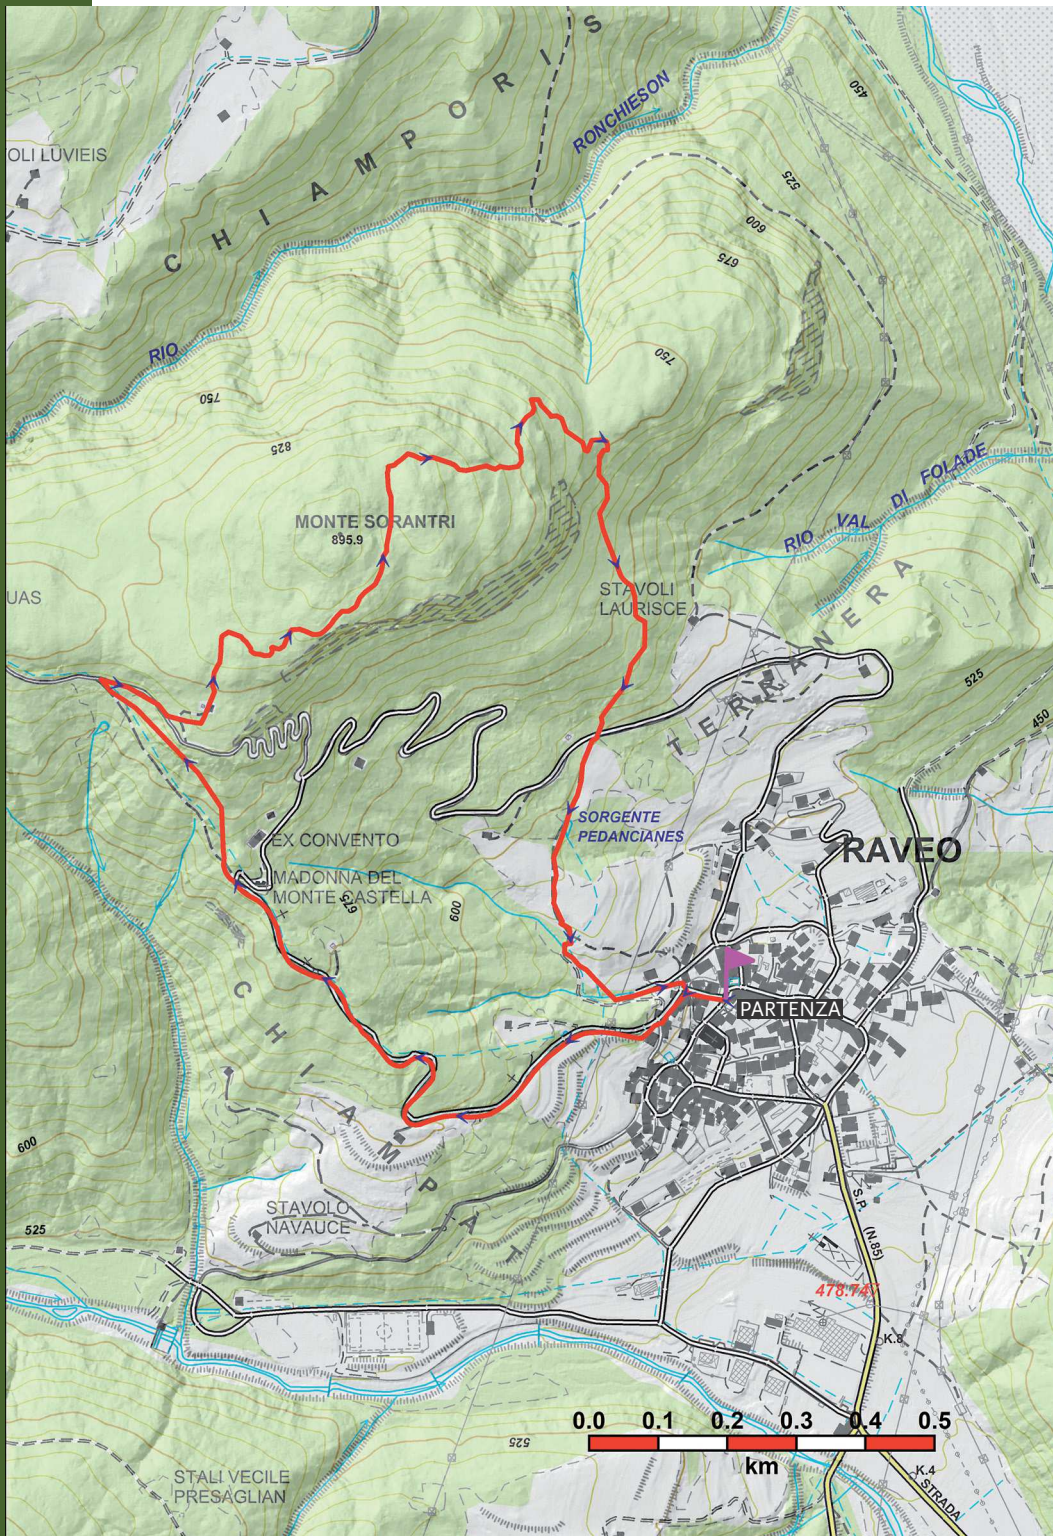 CHIAMPORIS
RONCHIESON
450
OLI LUVIEIS
525
600
675
RIO
750
750
825
DI FOLADE
MONTE SORANTRI
895.9
RIO VAL
UAS
STAVOLI
LAURISCE
TERRANERA
525
450
SORGENTE
PEDANCIANES
EX CONVENTO
RAVEO
MADONNA DEL
MONTE CASTELLA
675
600
PARTENZA
CHIAMPAT
600
STAVOLO
NAVAUCE
525
S.P. (N.85)
478.747
K.8
0.0 0.1 0.2 0.3 0.4 0.5
km
525
STALI VECILE
PRESAGLIAN
K.4
STRADA